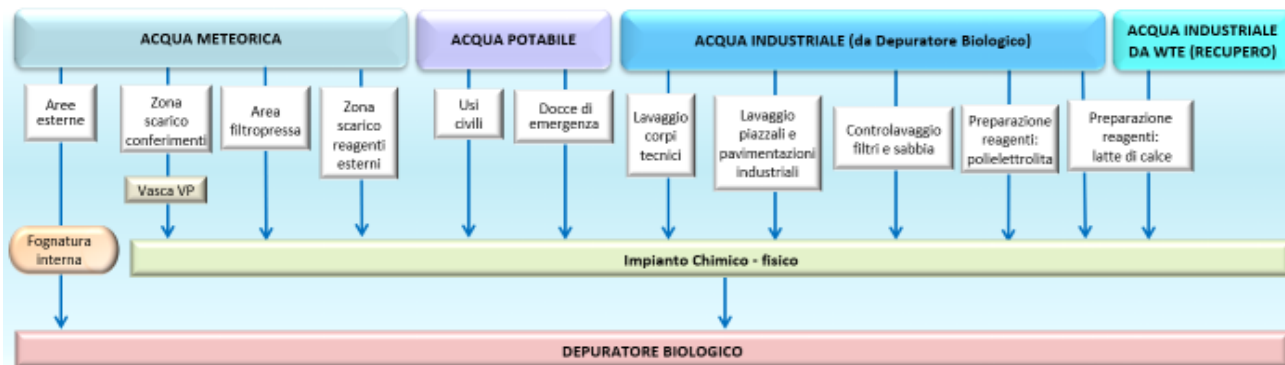 ACQUA METEORICA
ACQUA POTABILE
ACQUA INDUSTRIALE (da Depuratore Biologico)
ACQUA INDUSTRIALE
DA WTE (RECUPERO)
Aree
esterne
Zona
scarico
conferimenti
Area
filtropressa
Zona
scarico
reagenti
esterni
Usi
civili
Docce di
emergenza
Lavaggio
corpi
tecnici
Lavaggio
piazzali e
pavimentazioni
industriali
Controlavaggio
filtri e sabbia
Preparazione
reagenti:
polielettrolita
Preparazione
reagenti:
latte di calce
Vasca VP
Fognatura
interna
Impianto Chimico - fisico
DEPURATORE BIOLOGICO